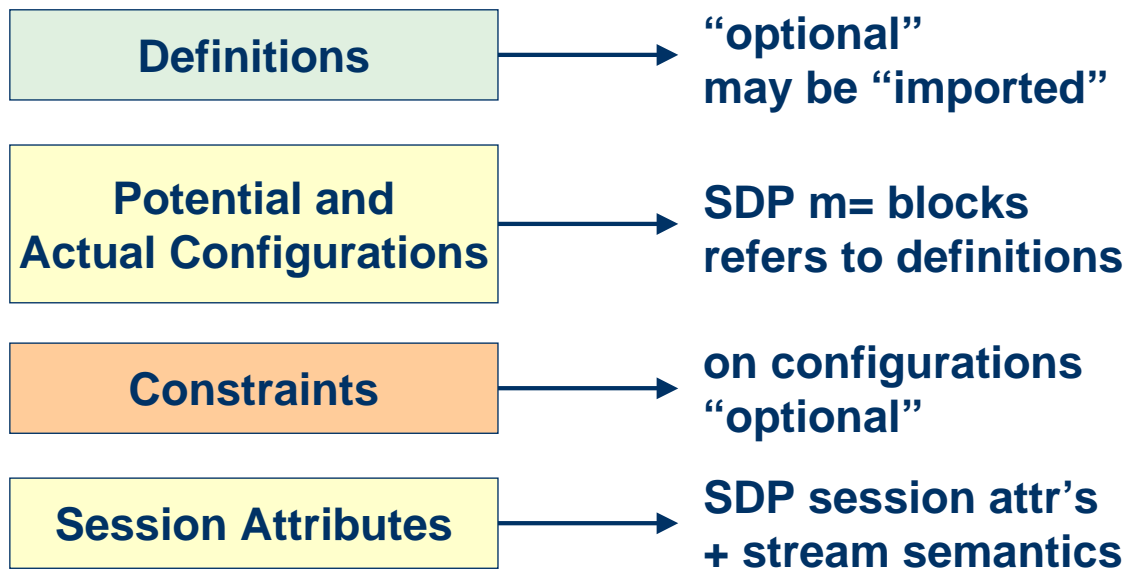 Definitions
“optional”
may be “imported”
Potential and
Actual Configurations
SDP m= blocks
refers to definitions
Constraints
on configurations
“optional”
Session Attributes
SDP session attr’s
+ stream semantics